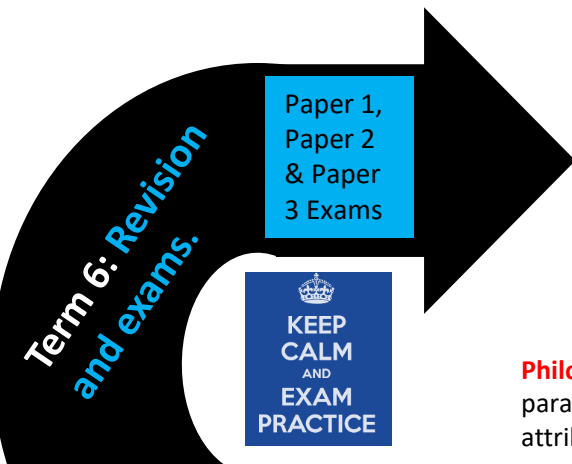 Paper 1,
Paper 2
& Paper
3 Exams
Term 6: Revision
and exams.
KEEP
CALM
AND
EXAM
PRACTICE